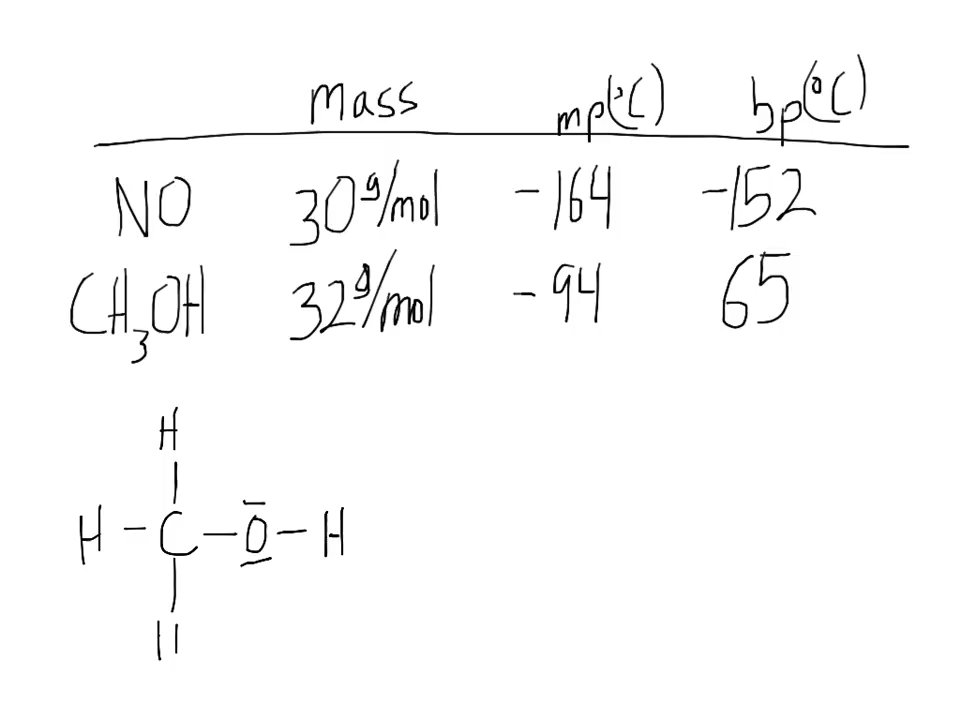 Mass mp(°C) bp(°C)
NO 30 g/mol -164 -152
CH₃OH 32 g/mol -94 65
H
H - C - O - H
H